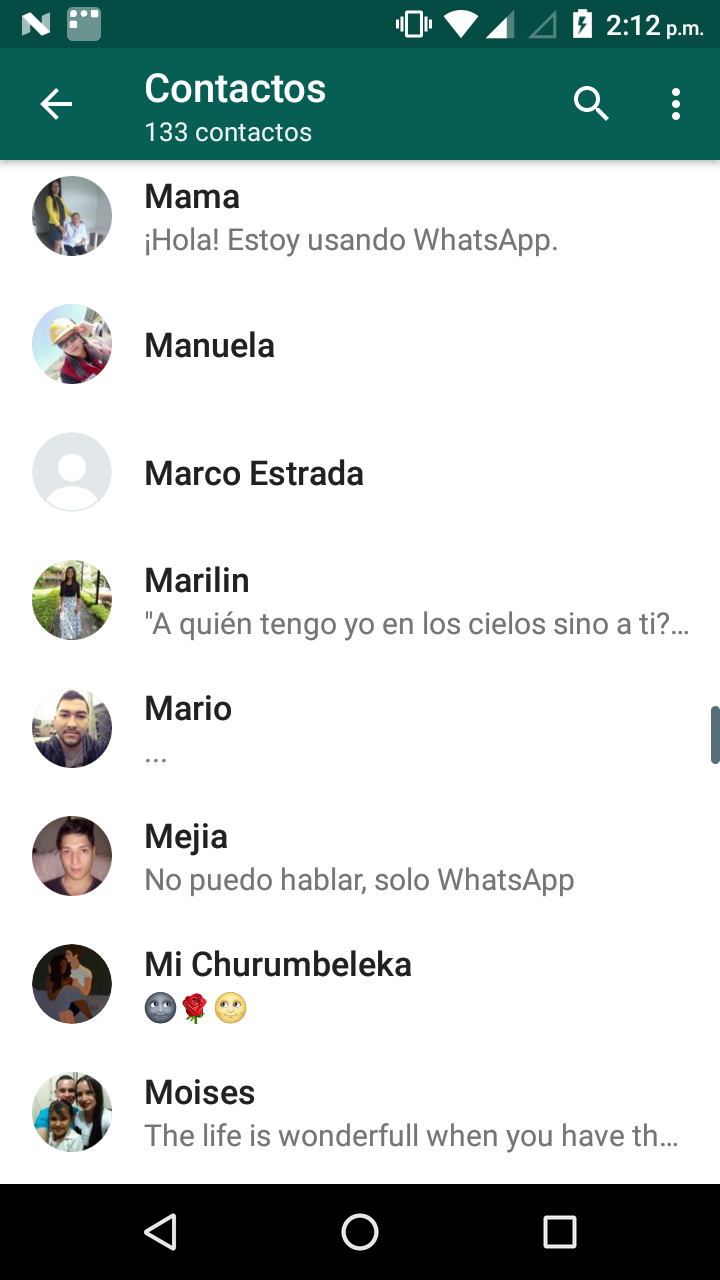 2:12 p.m.
Contactos
133 contactos
Mama
¡Hola! Estoy usando WhatsApp.
Manuela
Marco Estrada
Marilin
"A quién tengo yo en los cielos sino a ti?...
Mario
...
Mejia
No puedo hablar, solo WhatsApp
Mi Churumbeleka
🌚🌹🌝
Moises
The life is wonderfull when you have th...